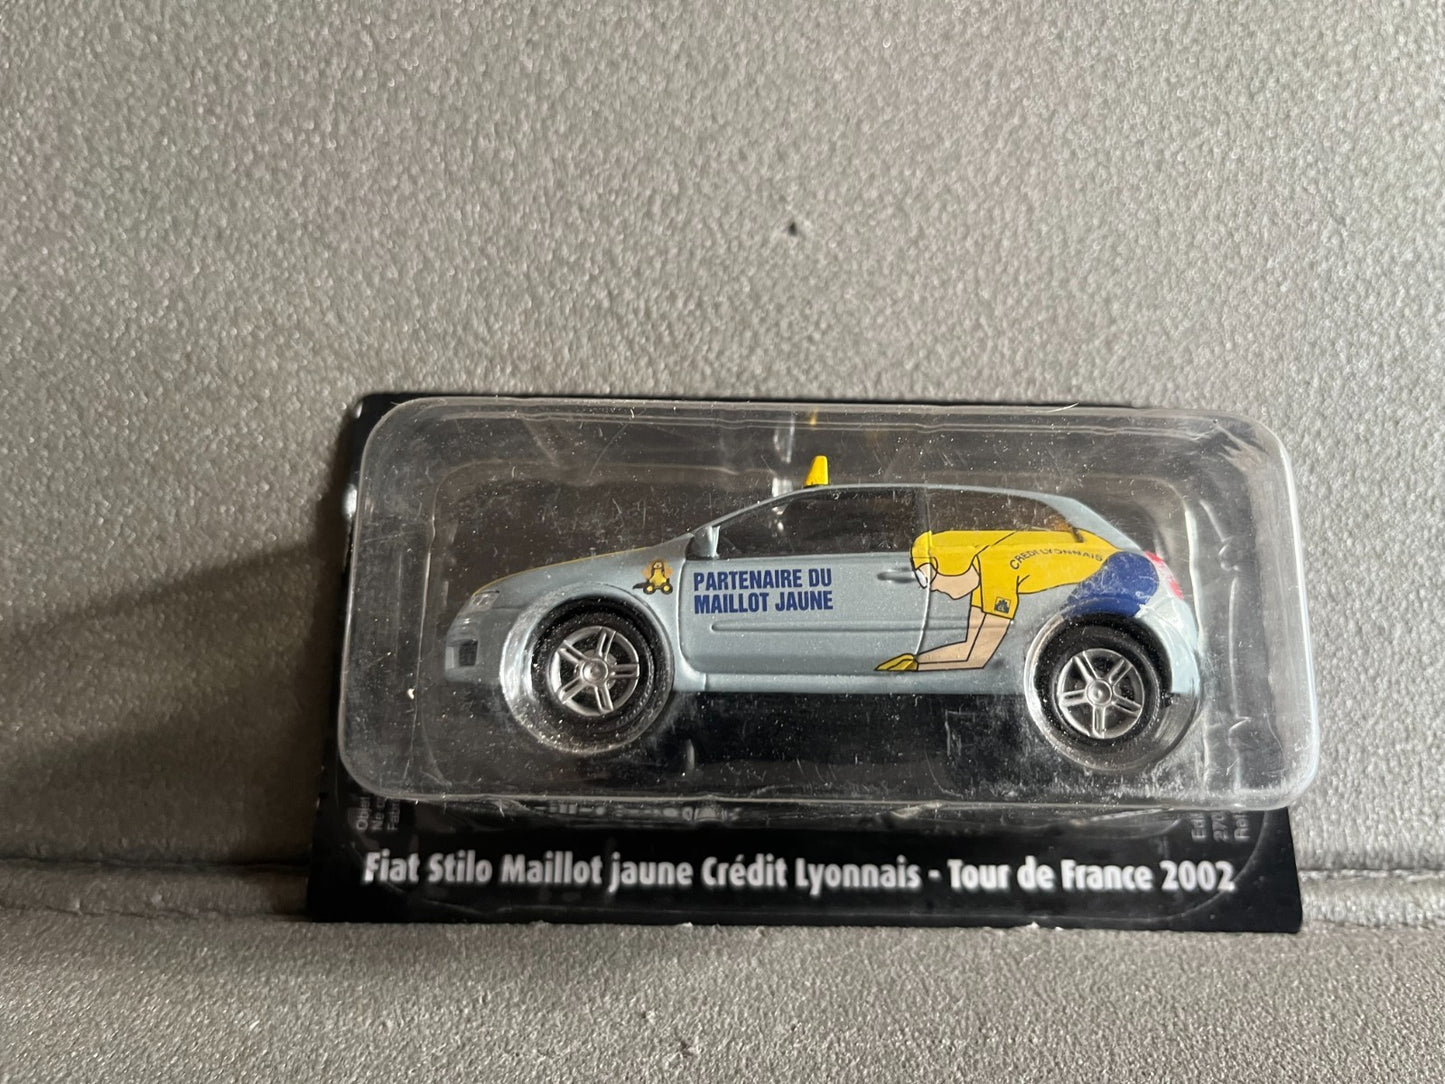 PARTENAIRE DU
MAILLOT JAUNE
CREDIT LYONNAIS
Fiat Stilo Maillot jaune Crédit Lyonnais - Tour de France 2002